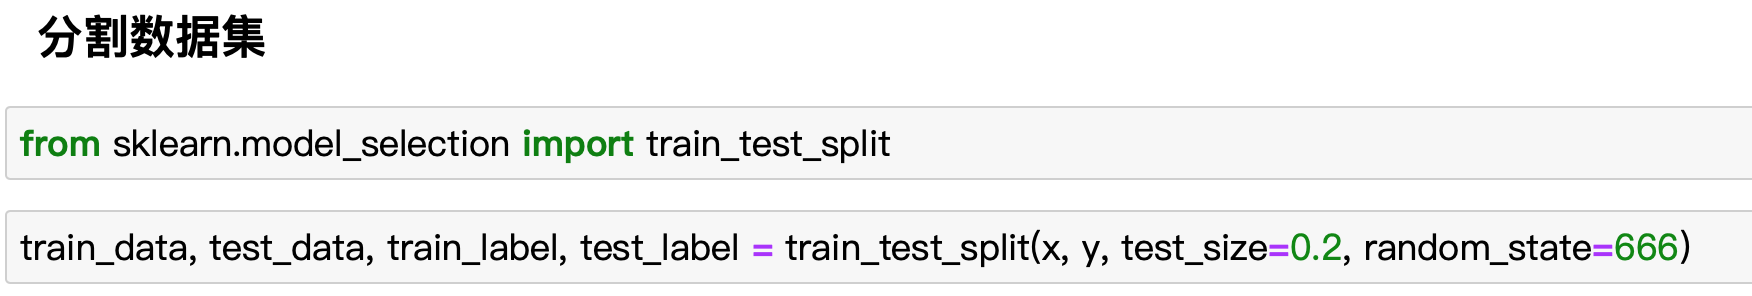 分割数据集
from sklearn.model_selection import train_test_split
train_data, test_data, train_label, test_label = train_test_split(x, y, test_size=0.2, random_state=666)